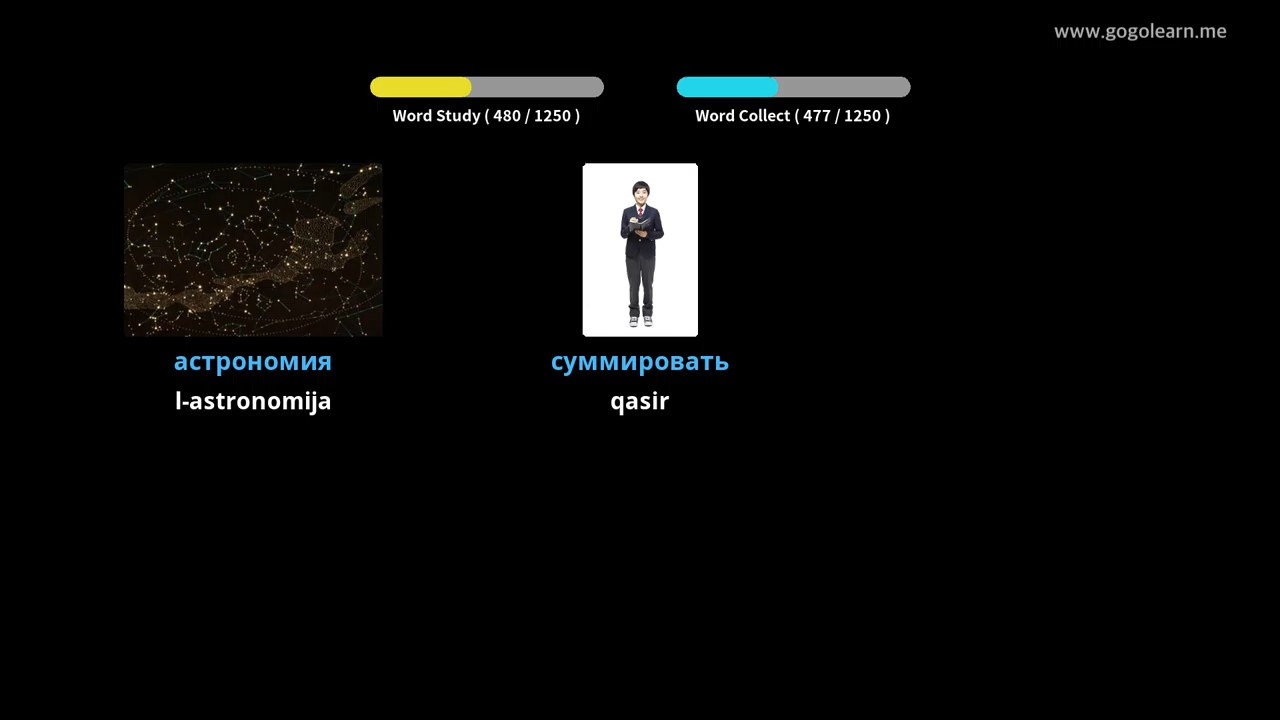 www.gogolearn.me
Word Study ( 480 / 1250 )
Word Collect ( 477 / 1250 )
астрономия
l-astronomija
суммировать
qasir